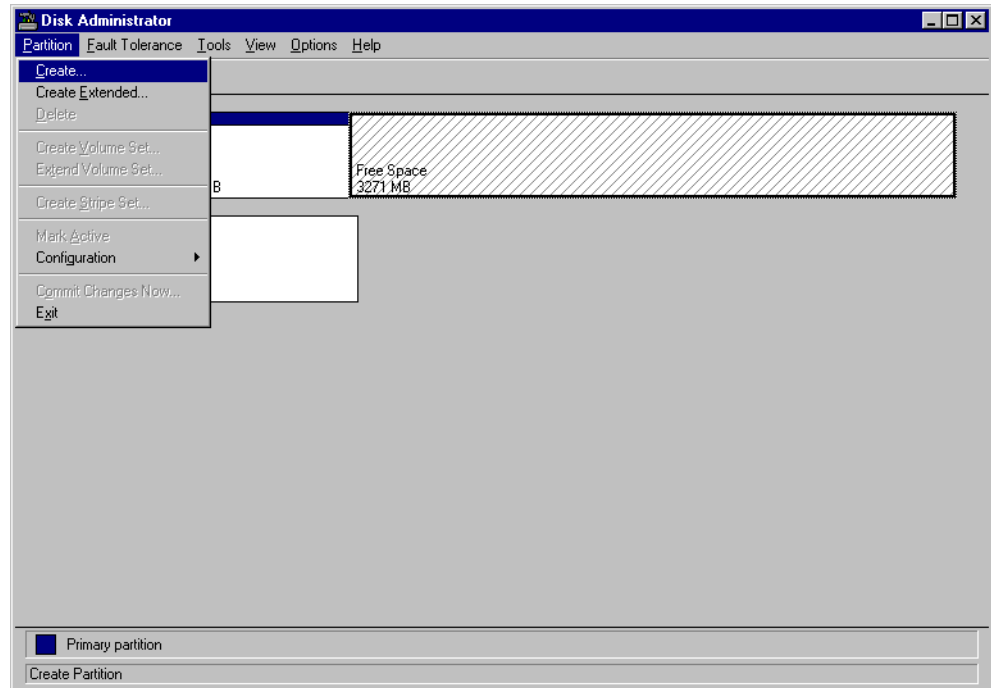 Disk Administrator
Partition Fault Tolerance Tools View Options Help
Create...
Create Extended...
Delete
Create Volume Set...
Extend Volume Set...
Create Stripe Set...
Mark Active
Configuration
Commit Changes Now...
Exit
B
Free Space
3271 MB
Primary partition
Create Partition